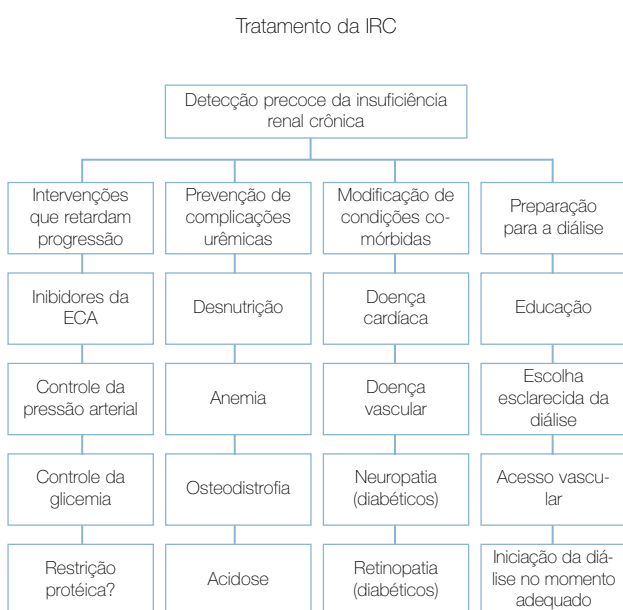 Tratamento da IRC
Detecção precoce da insuficiência
renal crônica
Intervenções
que retardam
progressão
Prevenção de
complicações
urêmicas
Modificação de
condições co-
mórbidas
Preparação
para a diálise
Inibidores da
ECA
Desnutrição
Doença
cardíaca
Educação
Controle da
pressão arterial
Anemia
Doença
vascular
Escolha
esclarecida da
diálise
Controle da
glicemia
Osteodistrofia
Neuropatia
(diabéticos)
Acesso vascu-
lar
Restrição
protéica?
Acidose
Retinopatia
(diabéticos)
Iniciação da diá-
lise no momento
adequado